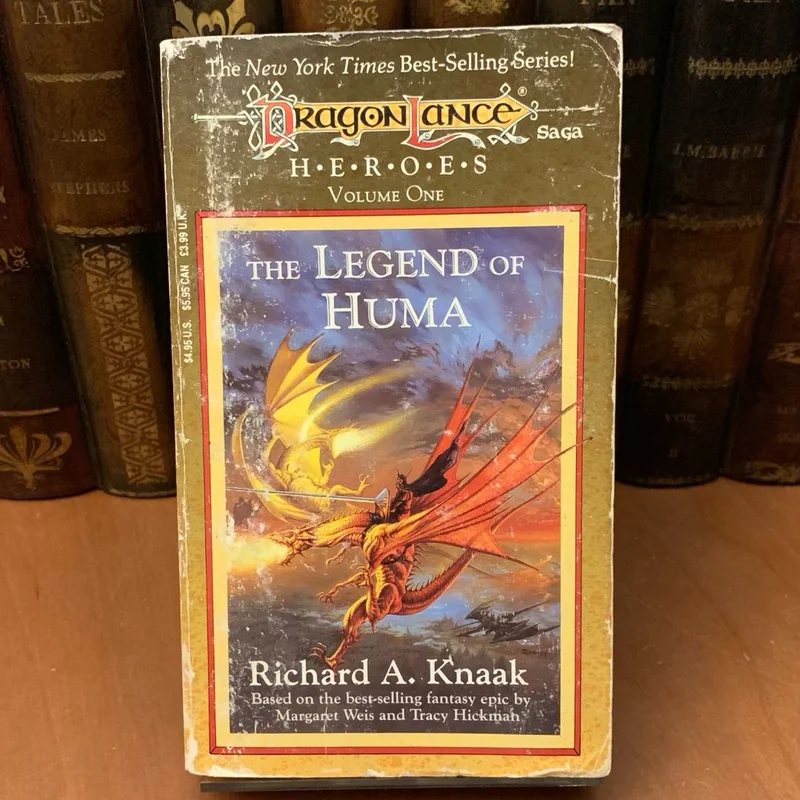 The New York Times Best-Selling Series!
DRAGONLANCE®
SAGA
H·E·R·O·E·S
VOLUME ONE
$4.95 U.S. $5.95 CAN £3.99 U.K.
THE LEGEND OF
HUMA
Richard A. Knaak
Based on the best-selling fantasy epic by
Margaret Weis and Tracy Hickman
TALES
J.M. BARRIE